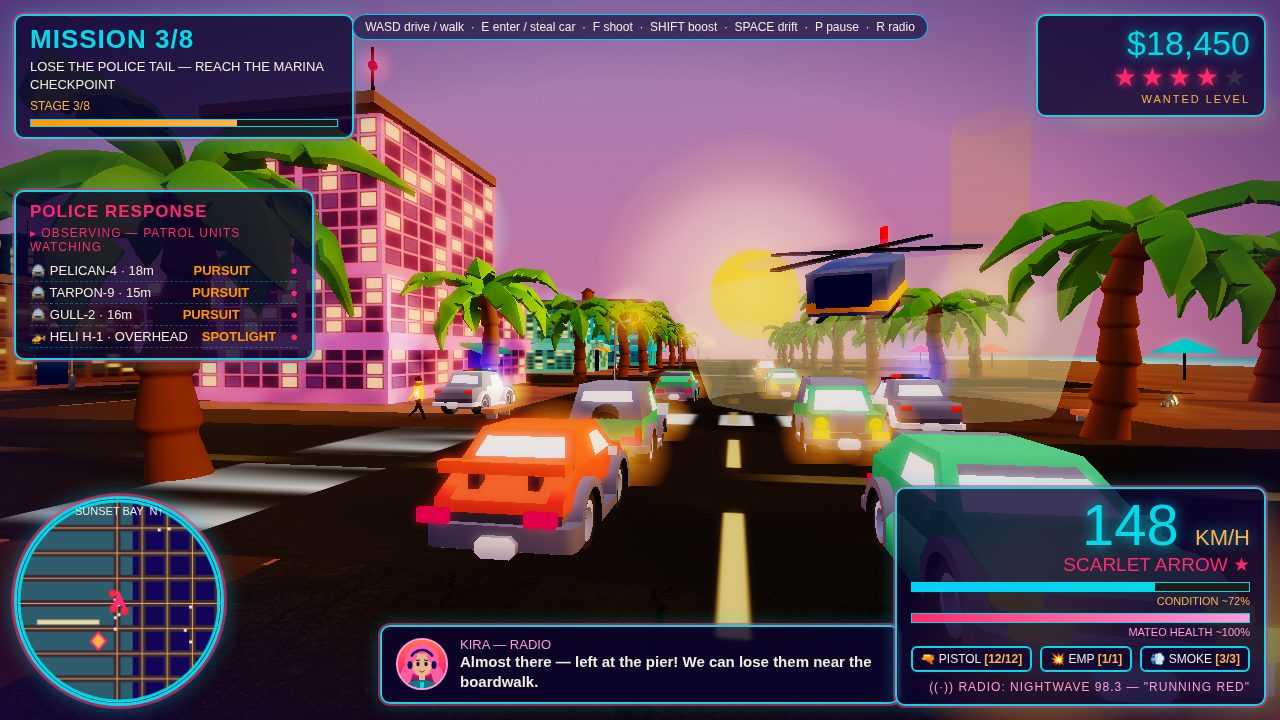 MISSION 3/8
LOSE THE POLICE TAIL — REACH THE MARINA
CHECKPOINT
STAGE 3/8
WASD drive / walk · E enter / steal car · F shoot · SHIFT boost · SPACE drift · P pause · R radio
$18,450
★★★★★
WANTED LEVEL
POLICE RESPONSE
▸ OBSERVING — PATROL UNITS
WATCHING
🚔 PELICAN-4 · 18m PURSUIT ●
🚔 TARPON-9 · 15m PURSUIT ●
🚔 GULL-2 · 16m PURSUIT ●
🚁 HELI H-1 · OVERHEAD SPOTLIGHT ●
SUNSET BAY
KIRA — RADIO
Almost there — left at the pier! We can lose them near the
boardwalk.
148 KM/H
SCARLET ARROW ★
CONDITION ~72%
MATEO HEALTH ~100%
🔫 PISTOL [12/12] 💥 EMP [1/1] 💨 SMOKE [3/3]
((·)) RADIO: NIGHTWAVE 98.3 — "RUNNING RED"